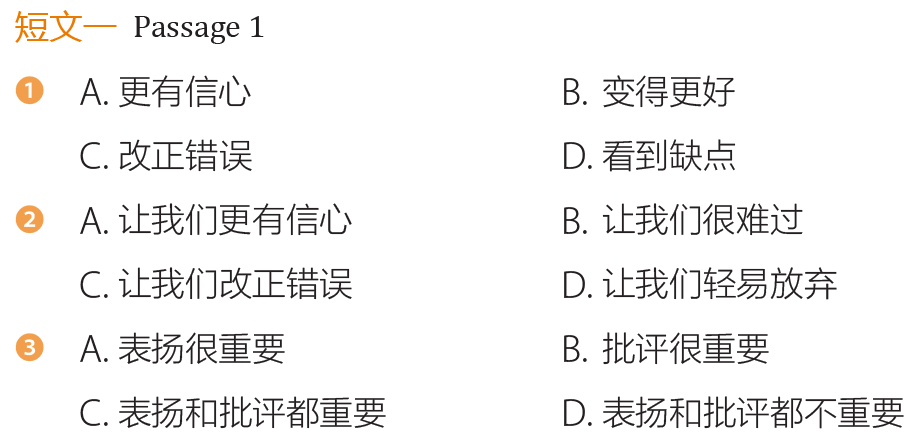 短文一 Passage 1
1 A. 更有信心 B. 变得更好
C. 改正错误 D. 看到缺点
2 A. 让我们更有信心 B. 让我们很难过
C. 让我们改正错误 D. 让我们轻易放弃
3 A. 表扬很重要 B. 批评很重要
C. 表扬和批评都重要 D. 表扬和批评都不重要